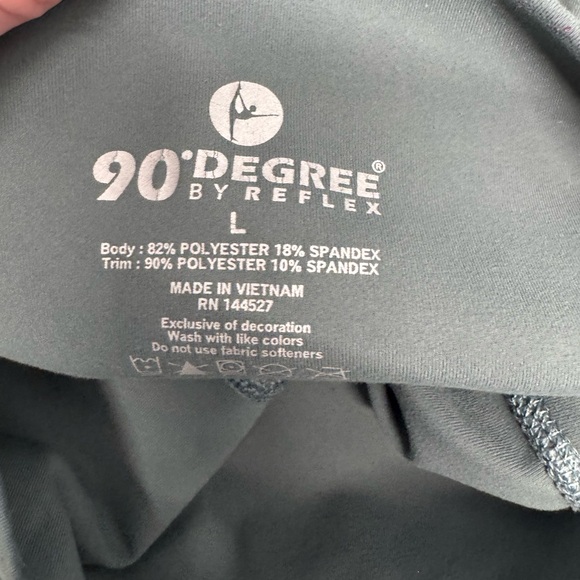 90°DEGREE®
BY REFLEX
L
Body : 82% POLYESTER 18% SPANDEX
Trim : 90% POLYESTER 10% SPANDEX
MADE IN VIETNAM
RN 144527
Exclusive of decoration
Wash with like colors
Do not use fabric softeners